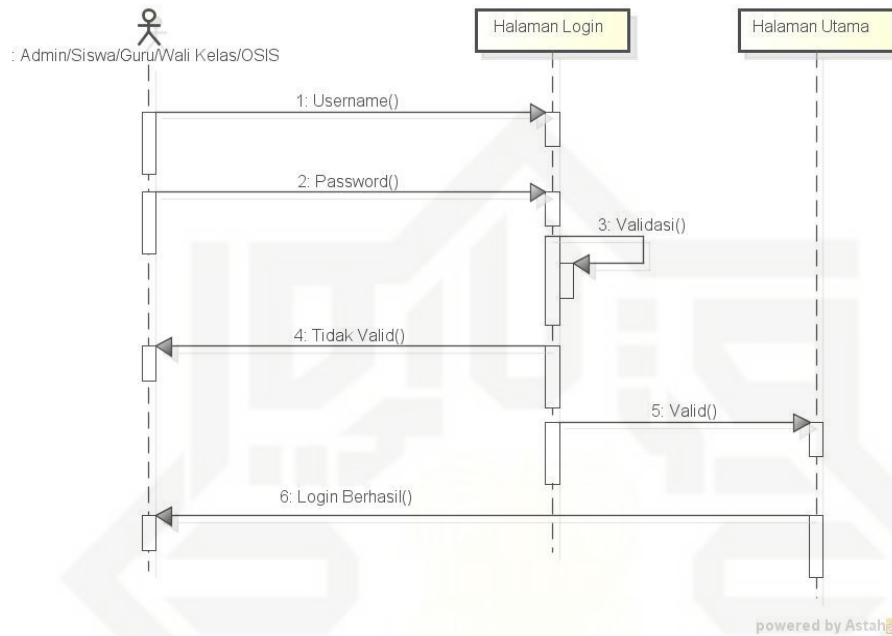 : Admin/Siswa/Guru/Wali Kelas/OSIS
Halaman Login
Halaman Utama
1: Username()
2: Password()
3: Validasi()
4: Tidak Valid()
5: Valid()
6: Login Berhasil()
powered by Astah